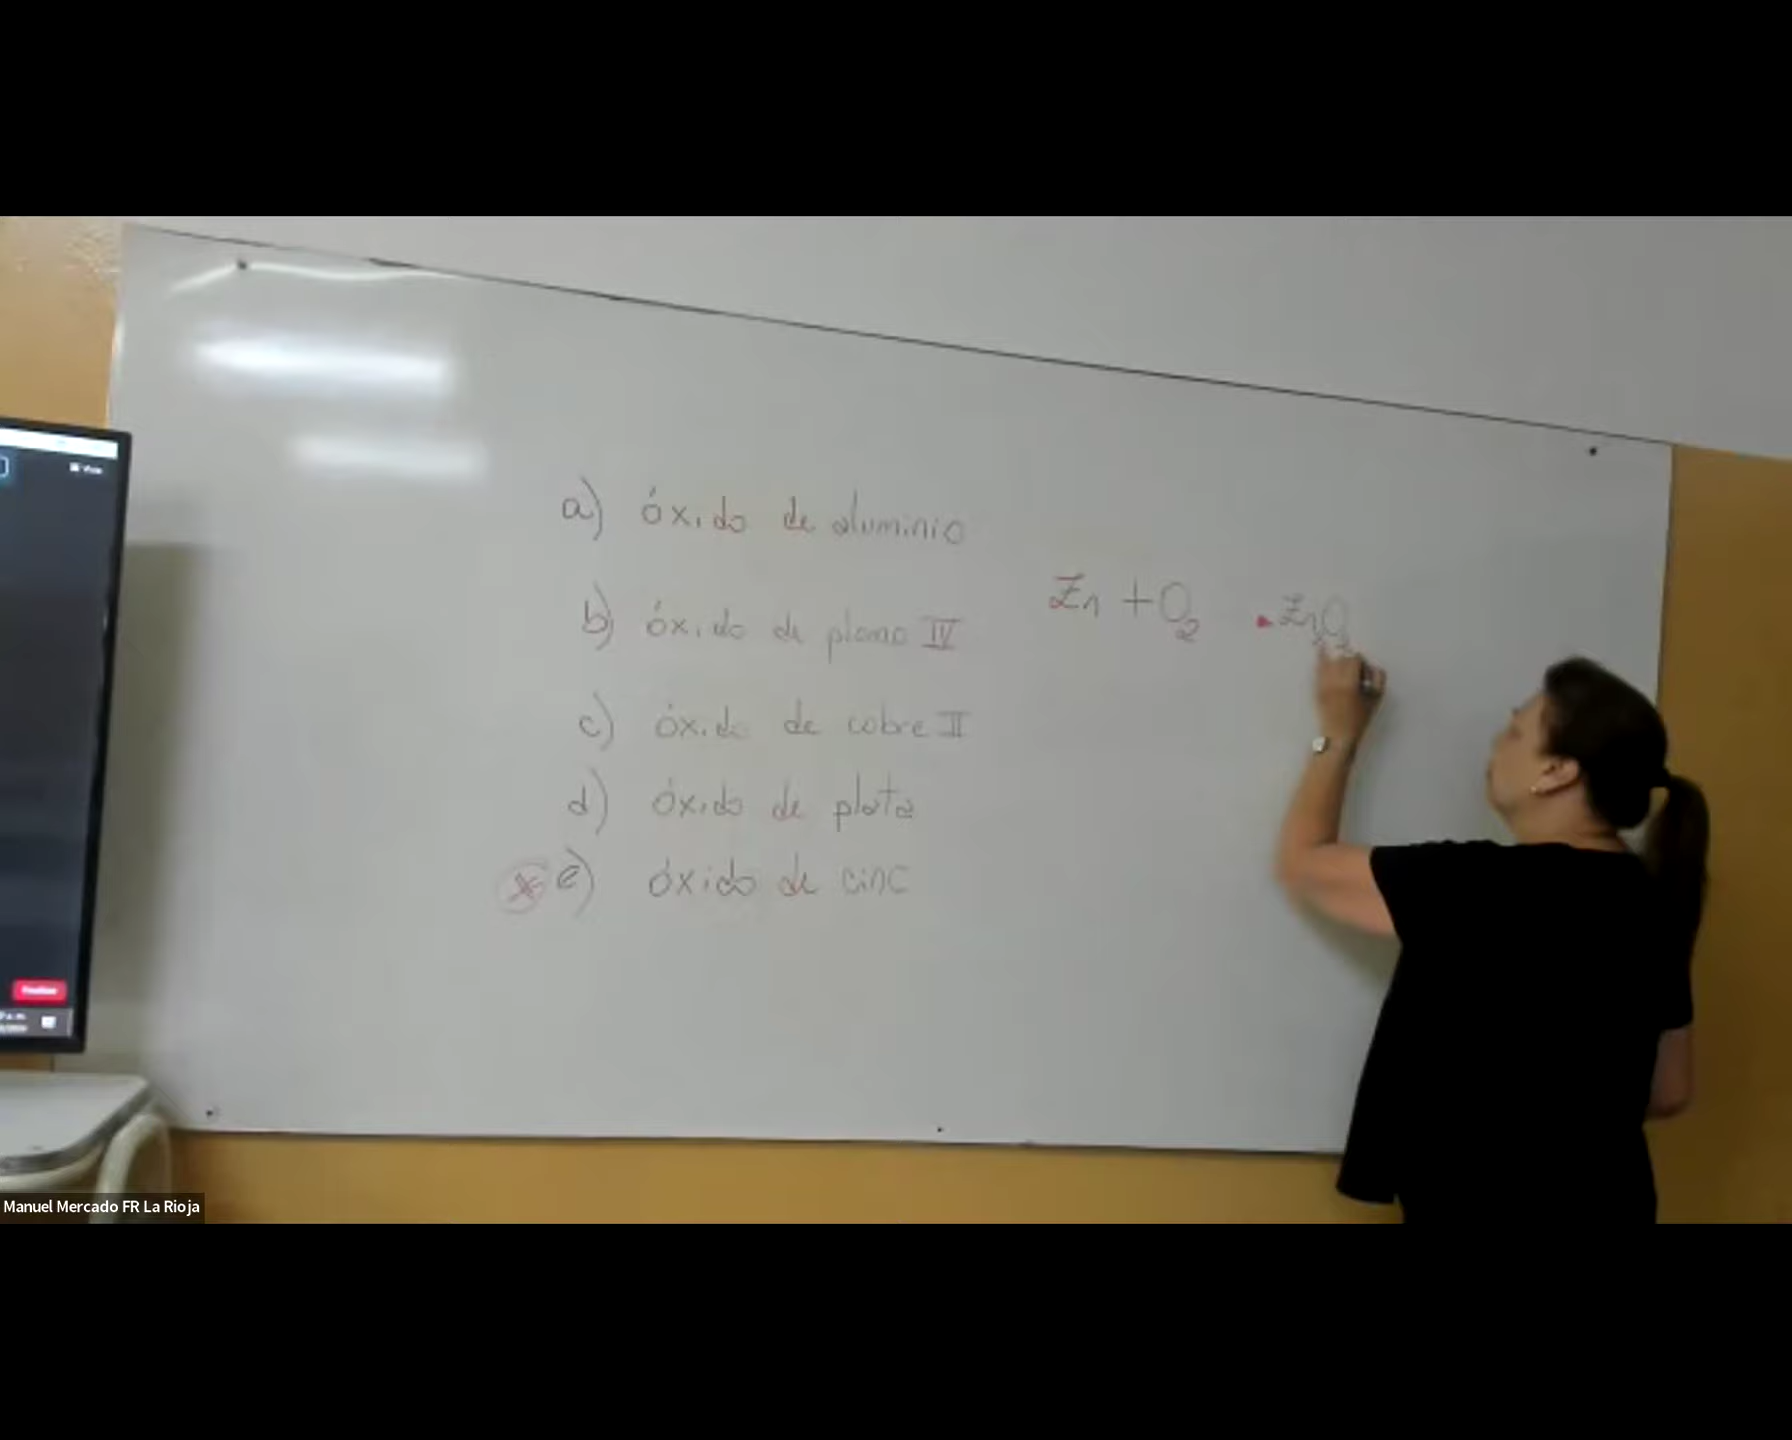 a) óxido de aluminio
b) óxido de plomo IV
Zn + O2 ZnO
c) óxido de cobre II
d) óxido de plata
e) óxido de cinc
Manuel Mercado FR La Rioja